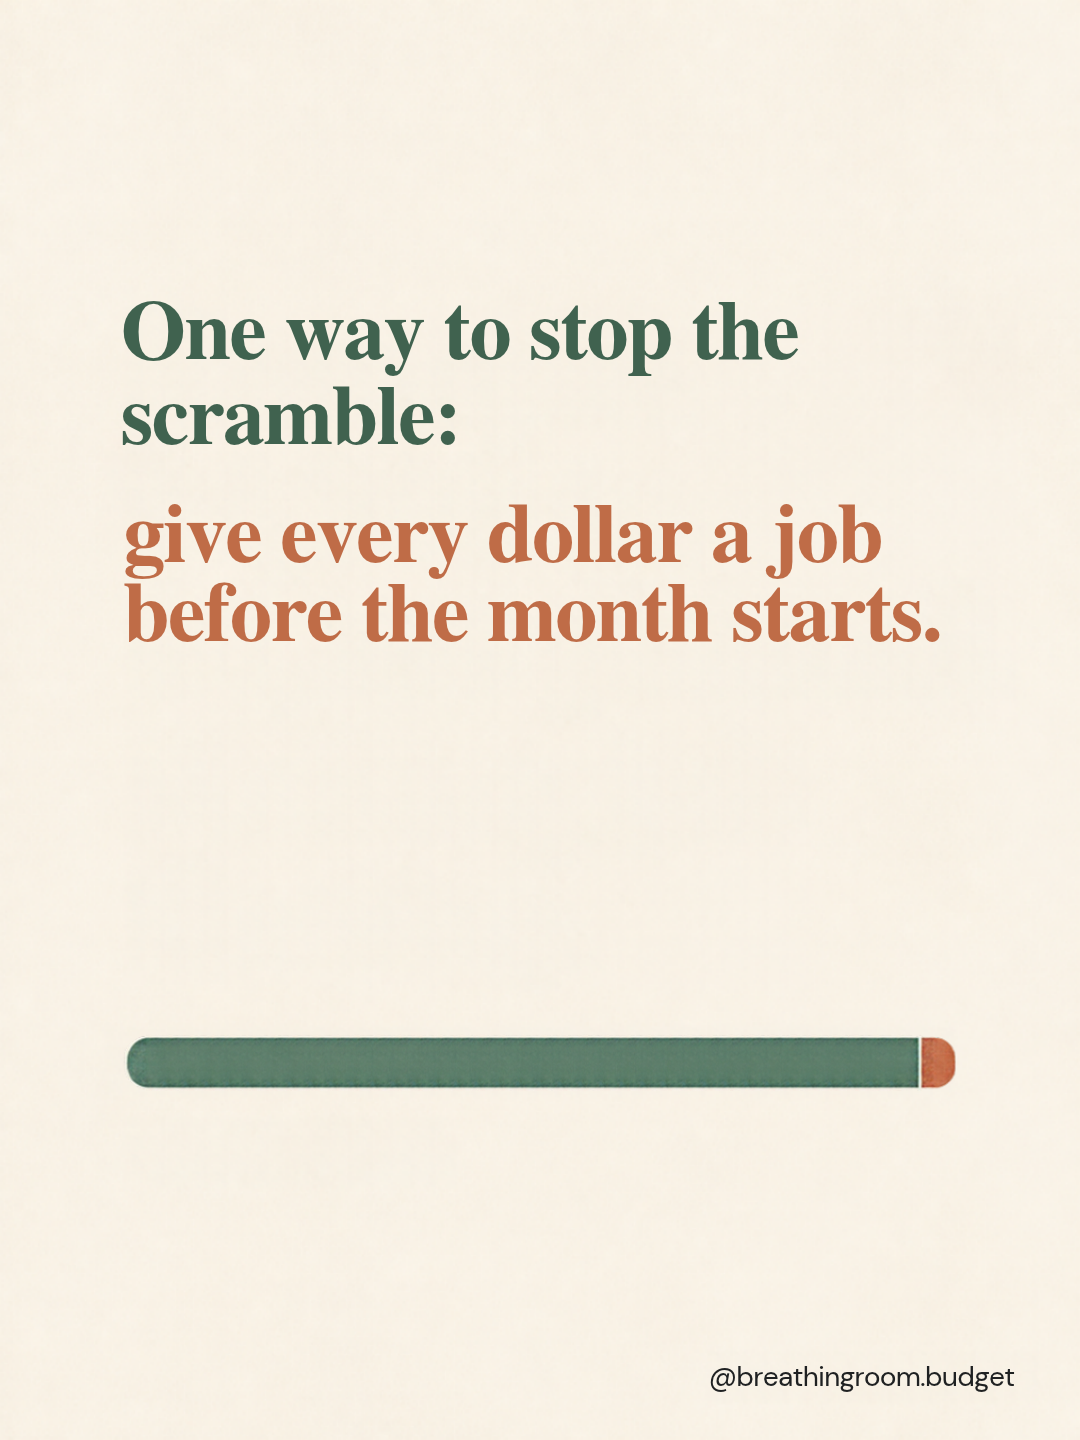 One way to stop the
scramble:
give every dollar a job
before the month starts.
@breathingroom.budget